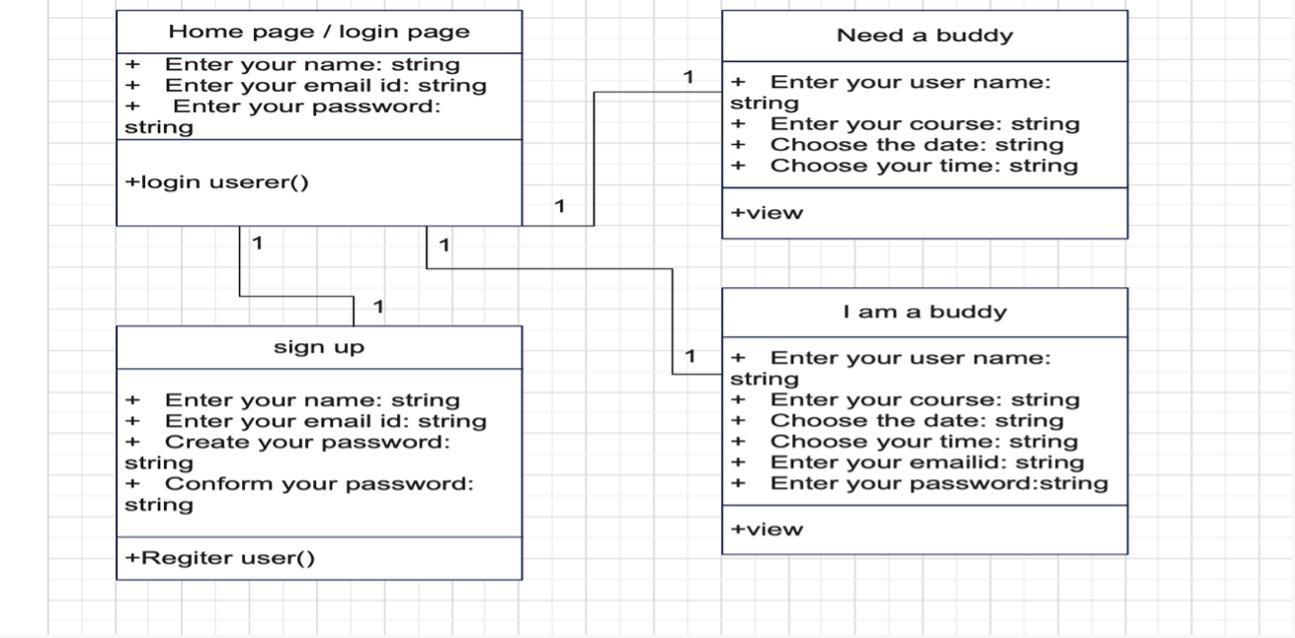 Home page / login page
+ Enter your name: string
+ Enter your email id: string
+ Enter your password:
string
+login userer()
1
1
1
1
1
1
Need a buddy
+ Enter your user name:
string
+ Enter your course: string
+ Choose the date: string
+ Choose your time: string
+view
sign up
+ Enter your name: string
+ Enter your email id: string
+ Create your password:
string
+ Conform your password:
string
+Regiter user()
I am a buddy
+ Enter your user name:
string
+ Enter your course: string
+ Choose the date: string
+ Choose your time: string
+ Enter your emailid: string
+ Enter your password:string
+view